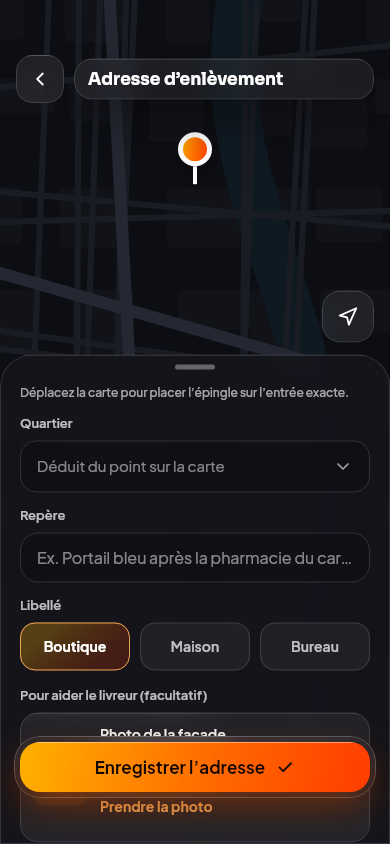 Adresse d’enlèvement
Déplacez la carte pour placer l’épingle sur l’entrée exacte.
Quartier
Déduit du point sur la carte
Repère
Ex. Portail bleu après la pharmacie du car…
Libellé
Boutique
Maison
Bureau
Pour aider le livreur (facultatif)
Photo de la façade
Enregistrer l’adresse
Prendre la photo